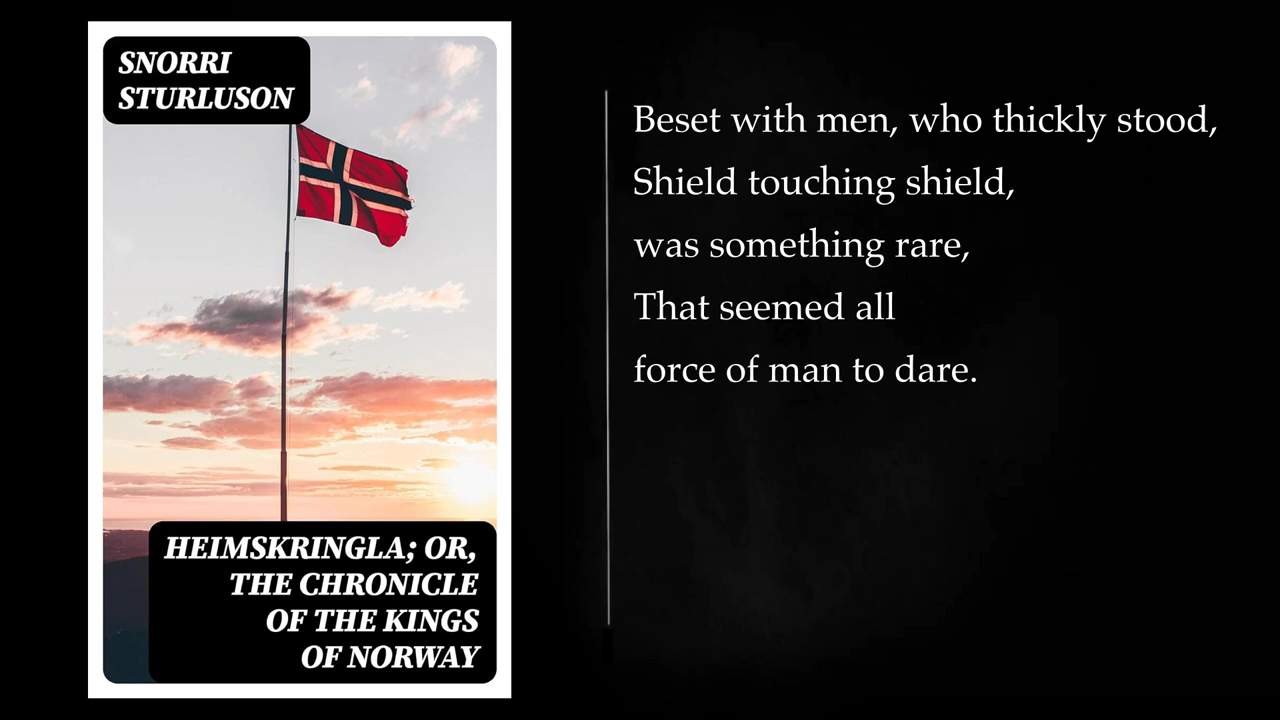 SNORRI
STURLUSON
HEIMSKRINGLA; OR,
THE CHRONICLE
OF THE KINGS
OF NORWAY
Beset with men, who thickly stood,
Shield touching shield,
was something rare,
That seemed all
force of man to dare.